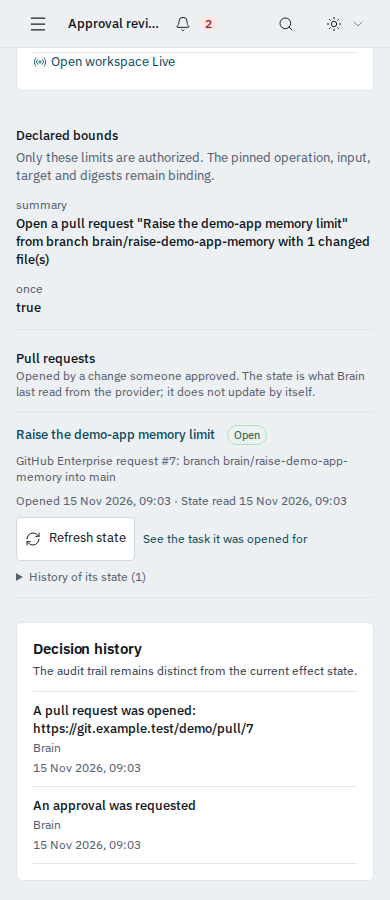 Approval revi...
2
Open workspace Live
Declared bounds
Only these limits are authorized. The pinned operation, input,
target and digests remain binding.
summary
Open a pull request "Raise the demo-app memory limit"
from branch brain/raise-demo-app-memory with 1 changed
file(s)
once
true
Pull requests
Opened by a change someone approved. The state is what Brain
last read from the provider; it does not update by itself.
Raise the demo-app memory limit
Open
GitHub Enterprise request #7: branch brain/raise-demo-app-
memory into main
Opened 15 Nov 2026, 09:03 · State read 15 Nov 2026, 09:03
Refresh state
See the task it was opened for
History of its state (1)
Decision history
The audit trail remains distinct from the current effect state.
A pull request was opened:
https://git.example.test/demo/pull/7
Brain
15 Nov 2026, 09:03
An approval was requested
Brain
15 Nov 2026, 09:03